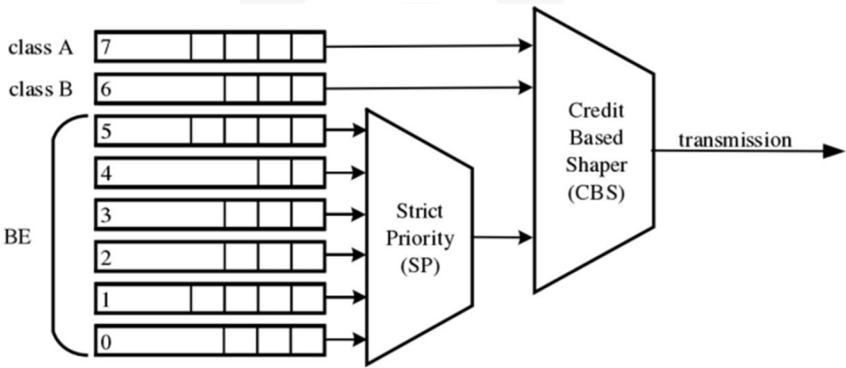 class A 7
class B 6
5
4
3
BE
2
1
0
Strict
Priority
(SP)
Credit
Based
Shaper
(CBS)
transmission